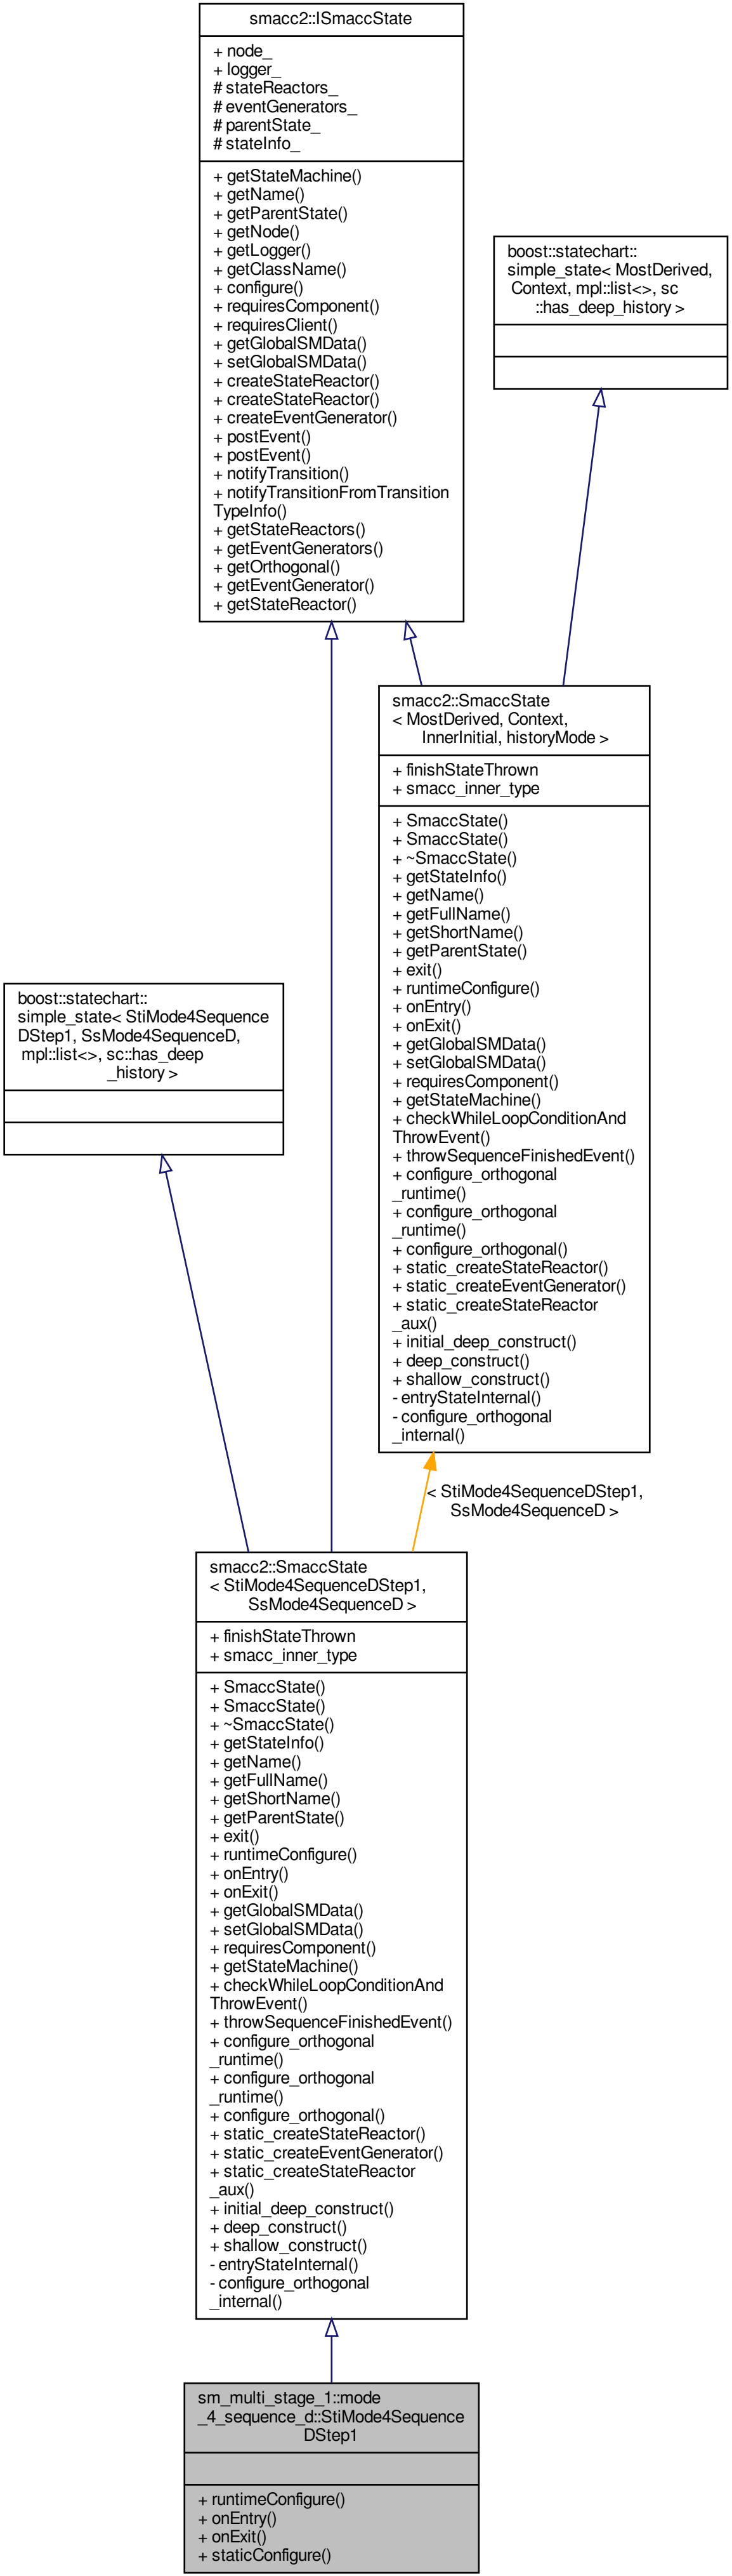 smacc2::ISmaccState
+ node_
+ logger_
# stateReactors_
# eventGenerators_
# parentState_
# stateInfo_
+ getStateMachine()
+ getName()
+ getParentState()
+ getNode()
+ getLogger()
+ getClassName()
+ configure()
+ requiresComponent()
+ requiresClient()
+ getGlobalSMData()
+ setGlobalSMData()
+ createStateReactor()
+ createStateReactor()
+ createEventGenerator()
+ postEvent()
+ postEvent()
+ notifyTransition()
+ notifyTransitionFromTransition
TypeInfo()
+ getStateReactors()
+ getEventGenerators()
+ getOrthogonal()
+ getEventGenerator()
+ getStateReactor()
boost::statechart::
simple_state< MostDerived,
Context, mpl::list<>, sc
::has_deep_history >
smacc2::SmaccState
< MostDerived, Context,
InnerInitial, historyMode >
+ finishStateThrown
+ smacc_inner_type
+ SmaccState()
+ SmaccState()
+ ~SmaccState()
+ getStateInfo()
+ getName()
+ getFullName()
+ getShortName()
+ getParentState()
+ exit()
+ runtimeConfigure()
+ onEntry()
+ onExit()
+ getGlobalSMData()
+ setGlobalSMData()
+ requiresComponent()
+ getStateMachine()
+ checkWhileLoopConditionAnd
ThrowEvent()
+ throwSequenceFinishedEvent()
+ configure_orthogonal
_runtime()
+ configure_orthogonal
_runtime()
+ configure_orthogonal()
+ static_createStateReactor()
+ static_createEventGenerator()
+ static_createStateReactor
_aux()
+ initial_deep_construct()
+ deep_construct()
+ shallow_construct()
- entryStateInternal()
- configure_orthogonal
_internal()
boost::statechart::
simple_state< StiMode4Sequence
DStep1, SsMode4SequenceD,
mpl::list<>, sc::has_deep
_history >
< StiMode4SequenceDStep1,
SsMode4SequenceD >
smacc2::SmaccState
< StiMode4SequenceDStep1,
SsMode4SequenceD >
+ finishStateThrown
+ smacc_inner_type
+ SmaccState()
+ SmaccState()
+ ~SmaccState()
+ getStateInfo()
+ getName()
+ getFullName()
+ getShortName()
+ getParentState()
+ exit()
+ runtimeConfigure()
+ onEntry()
+ onExit()
+ getGlobalSMData()
+ setGlobalSMData()
+ requiresComponent()
+ getStateMachine()
+ checkWhileLoopConditionAnd
ThrowEvent()
+ throwSequenceFinishedEvent()
+ configure_orthogonal
_runtime()
+ configure_orthogonal
_runtime()
+ configure_orthogonal()
+ static_createStateReactor()
+ static_createEventGenerator()
+ static_createStateReactor
_aux()
+ initial_deep_construct()
+ deep_construct()
+ shallow_construct()
- entryStateInternal()
- configure_orthogonal
_internal()
sm_multi_stage_1::mode
_4_sequence_d::StiMode4Sequence
DStep1
+ runtimeConfigure()
+ onEntry()
+ onExit()
+ staticConfigure()